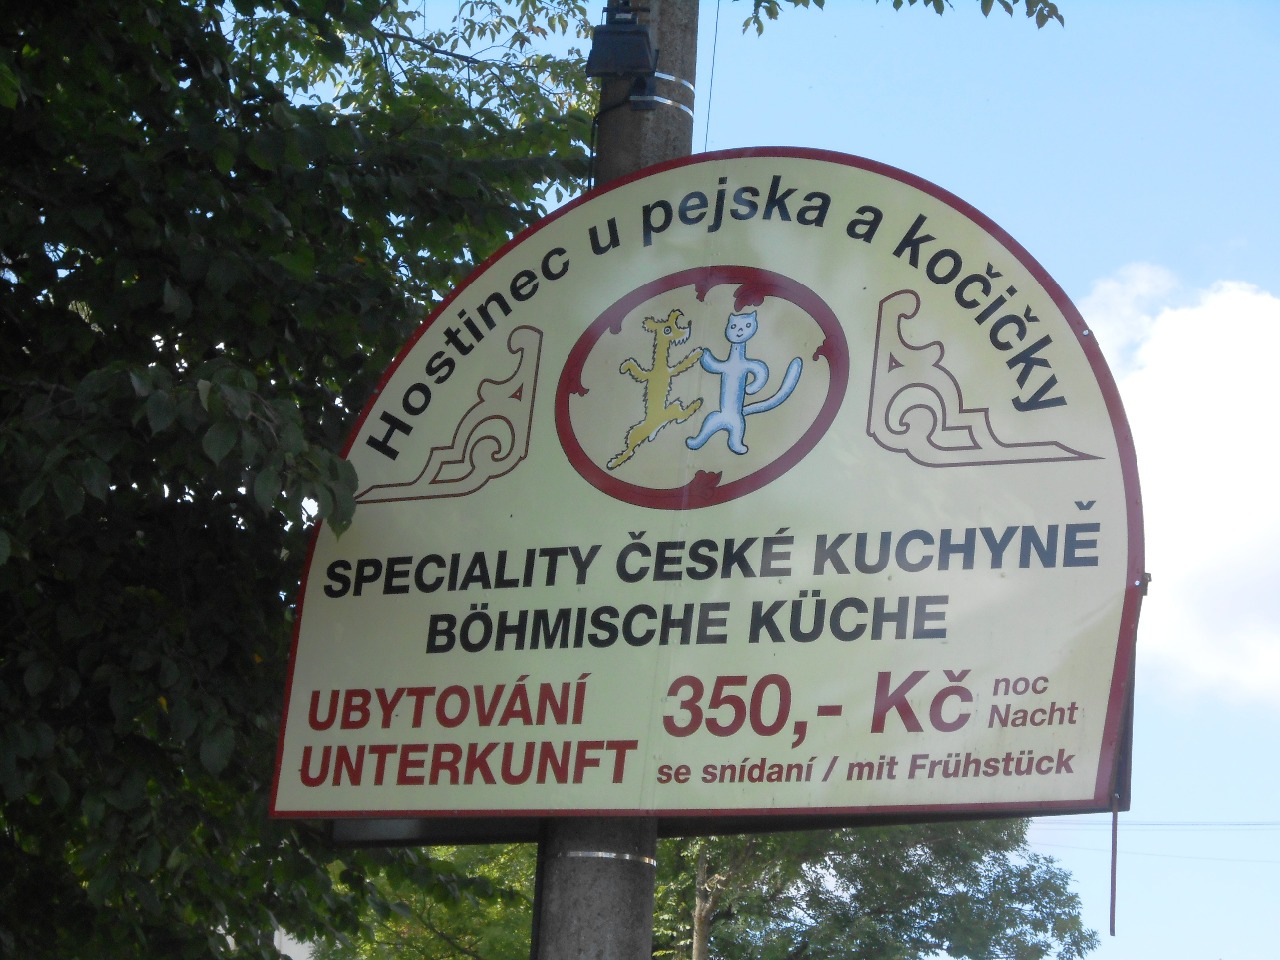 Hostinec u pejska a kočičky
SPECIALITY ČESKÉ KUCHYNĚ
BÖHMISCHE KÜCHE
UBYTOVÁNÍ 350,- Kč noc
UNTERKUNFT Nacht
se snídaní / mit Frühstück